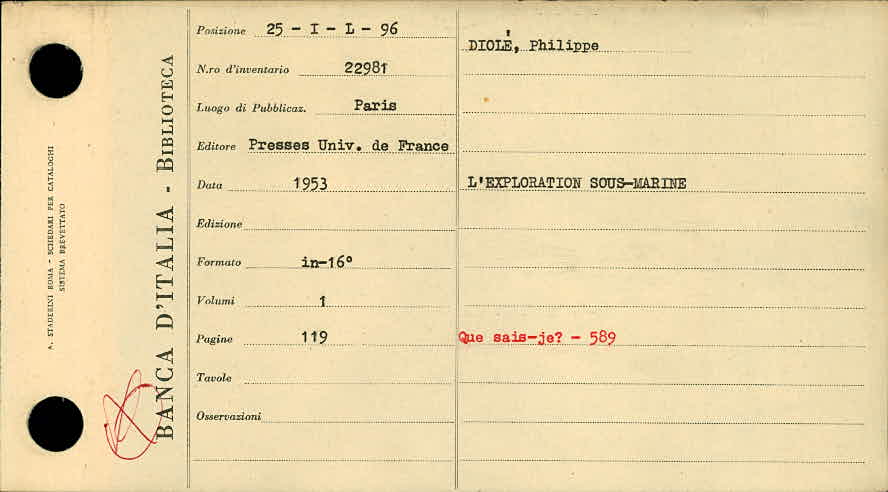 A. STADERINI ROMA - SCHEDARI PER CATALOGHI
SISTEMA BREVETTATO
BANCA D'ITALIA - BIBLIOTECA
Posizione 25 - I - L - 96
N.ro d'inventario 22981
Luogo di Pubblicaz. Paris
Editore Presses Univ. de France
Data 1953
Edizione
Formato in-16°
Volumi 1
Pagine 119
Tavole
Osservazioni
DIOLÉ, Philippe
L'EXPLORATION SOUS-MARINE
Que sais-je? - 589